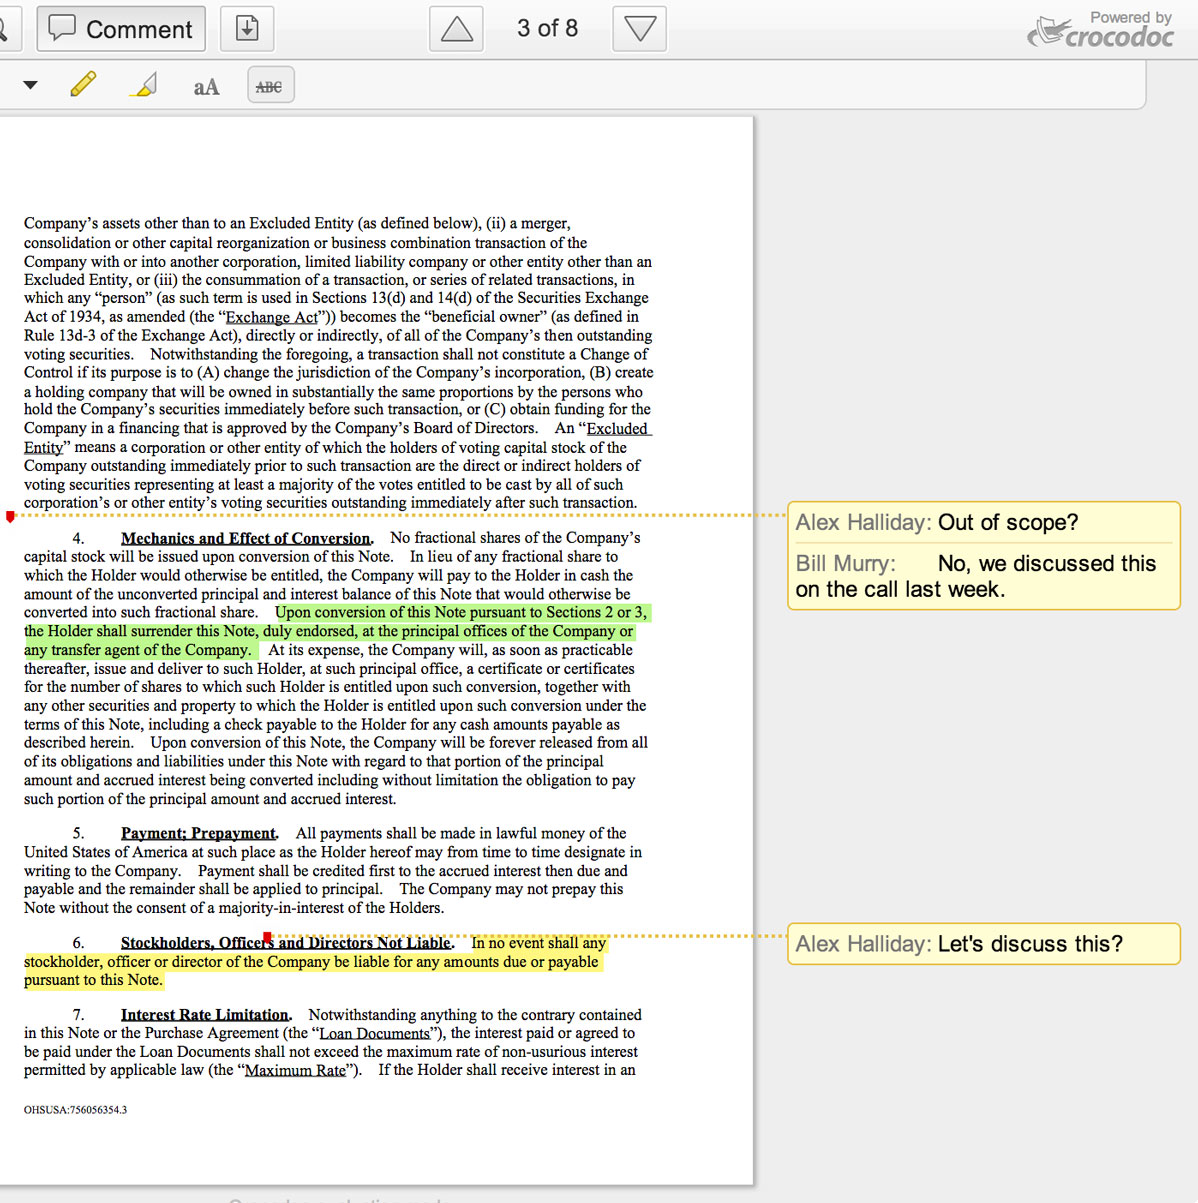 Comment
3 of 8
Powered by
crocodoc
aA
ABC
Company’s assets other than to an Excluded Entity (as defined below), (ii) a merger,
consolidation or other capital reorganization or business combination transaction of the
Company with or into another corporation, limited liability company or other entity other than an
Excluded Entity, or (iii) the consummation of a transaction, or series of related transactions, in
which any “person” (as such term is used in Sections 13(d) and 14(d) of the Securities Exchange
Act of 1934, as amended (the “Exchange Act”)) becomes the “beneficial owner” (as defined in
Rule 13d-3 of the Exchange Act), directly or indirectly, of all of the Company’s then outstanding
voting securities. Notwithstanding the foregoing, a transaction shall not constitute a Change of
Control if its purpose is to (A) change the jurisdiction of the Company’s incorporation, (B) create
a holding company that will be owned in substantially the same proportions by the persons who
hold the Company’s securities immediately before such transaction, or (C) obtain funding for the
Company in a financing that is approved by the Company’s Board of Directors. An “Excluded
Entity” means a corporation or other entity of which the holders of voting capital stock of the
Company outstanding immediately prior to such transaction are the direct or indirect holders of
voting securities representing at least a majority of the votes entitled to be cast by all of such
corporation’s or other entity’s voting securities outstanding immediately after such transaction.
Alex Halliday: Out of scope?
Bill Murry: No, we discussed this
on the call last week.
4. Mechanics and Effect of Conversion. No fractional shares of the Company’s
capital stock will be issued upon conversion of this Note. In lieu of any fractional share to
which the Holder would otherwise be entitled, the Company will pay to the Holder in cash the
amount of the unconverted principal and interest balance of this Note that would otherwise be
converted into such fractional share. Upon conversion of this Note pursuant to Sections 2 or 3,
the Holder shall surrender this Note, duly endorsed, at the principal offices of the Company or
any transfer agent of the Company. At its expense, the Company will, as soon as practicable
thereafter, issue and deliver to such Holder, at such principal office, a certificate or certificates
for the number of shares to which such Holder is entitled upon such conversion, together with
any other securities and property to which the Holder is entitled upon such conversion under the
terms of this Note, including a check payable to the Holder for any cash amounts payable as
described herein. Upon conversion of this Note, the Company will be forever released from all
of its obligations and liabilities under this Note with regard to that portion of the principal
amount and accrued interest being converted including without limitation the obligation to pay
such portion of the principal amount and accrued interest.
5. Payment; Prepayment. All payments shall be made in lawful money of the
United States of America at such place as the Holder hereof may from time to time designate in
writing to the Company. Payment shall be credited first to the accrued interest then due and
payable and the remainder shall be applied to principal. The Company may not prepay this
Note without the consent of a majority-in-interest of the Holders.
6. Stockholders, Officers and Directors Not Liable. In no event shall any
stockholder, officer or director of the Company be liable for any amounts due or payable
pursuant to this Note.
Alex Halliday: Let's discuss this?
7. Interest Rate Limitation. Notwithstanding anything to the contrary contained
in this Note or the Purchase Agreement (the “Loan Documents”), the interest paid or agreed to
be paid under the Loan Documents shall not exceed the maximum rate of non-usurious interest
permitted by applicable law (the “Maximum Rate”). If the Holder shall receive interest in an
OHSUSA:756056354.3